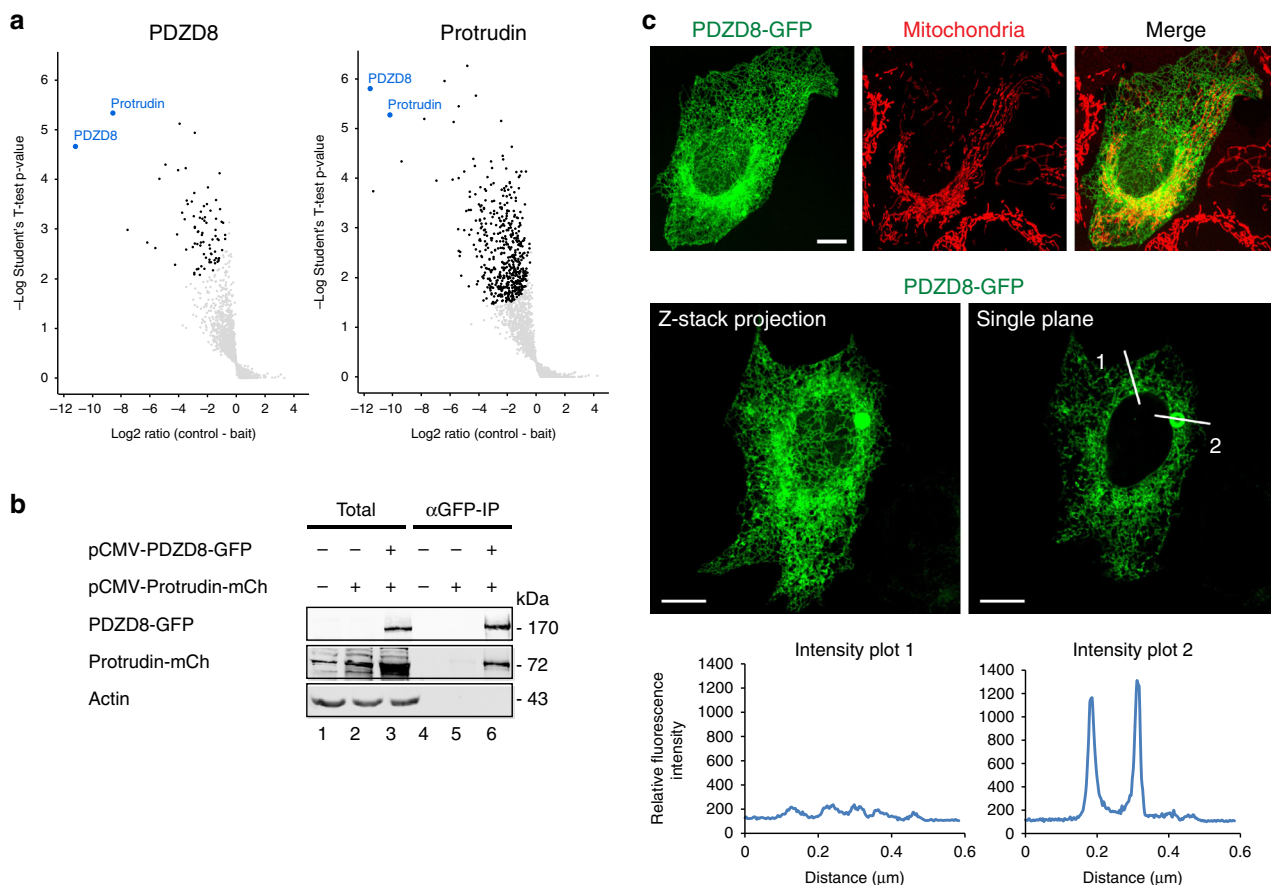 a
PDZD8
–Log Student's T-test p-value
6
5
4
3
2
1
0
Protrudin
PDZD8
–12 –10 –8 –6 –4 –2 0 2 4
Log2 ratio (control - bait)
Protrudin
–Log Student's T-test p-value
6
5
4
3
2
1
0
PDZD8
Protrudin
–12 –10 –8 –6 –4 –2 0 2 4
Log2 ratio (control - bait)
b
Total αGFP-IP
pCMV-PDZD8-GFP – – + – – +
pCMV-Protrudin-mCh – + + – + +
kDa
PDZD8-GFP - 170
Protrudin-mCh - 72
Actin - 43
1 2 3 4 5 6
c
PDZD8-GFP Mitochondria Merge
PDZD8-GFP
Z-stack projection Single plane
1
2
Intensity plot 1
Relative fluorescence
intensity
1400
1200
1000
800
600
400
200
0
0 0.2 0.4 0.6
Distance (μm)
Intensity plot 2
1400
1200
1000
800
600
400
200
0
0 0.2 0.4 0.6
Distance (μm)